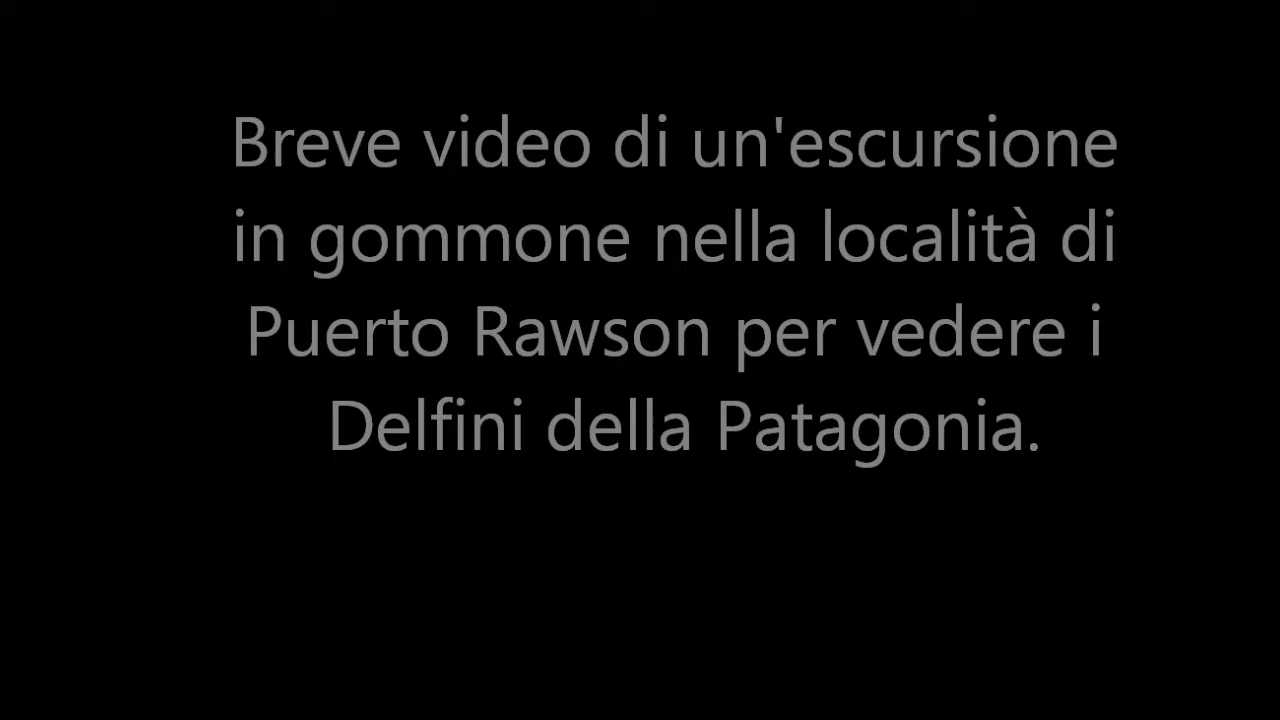 Breve video di un'escursione
in gommone nella località di
Puerto Rawson per vedere i
Delfini della Patagonia.